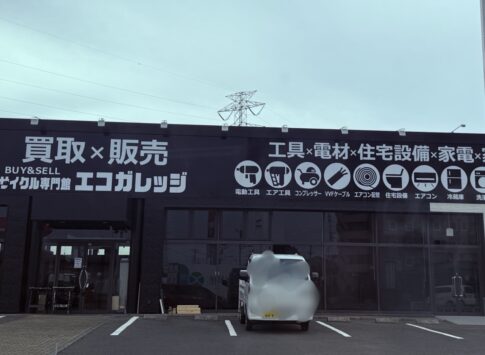 買取×販売
BUY&SELL
サイクル専門館 エコガレッジ
工具×電材×住宅設備×家電×
電動工具 エア工具 コンプレッサー VVFケーブル エアコン配管 住宅設備 エアコン 冷蔵庫